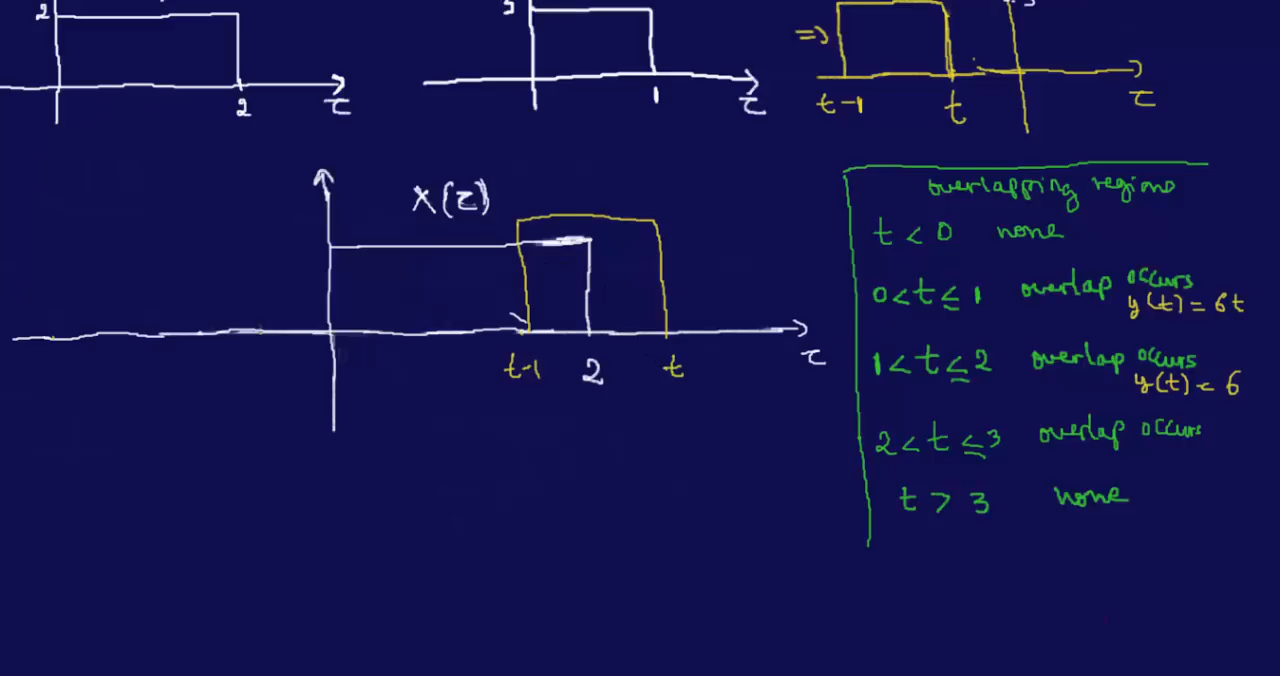 2
2
τ
3
1
τ
=>
t-1
t
τ
x(τ)
t-1
2
t
τ
overlapping regions
t < 0 none
0 < t ≤ 1 overlap occurs
y(t) = 6t
1 < t ≤ 2 overlap occurs
y(t) = 6
2 < t ≤ 3 overlap occurs
t > 3 none